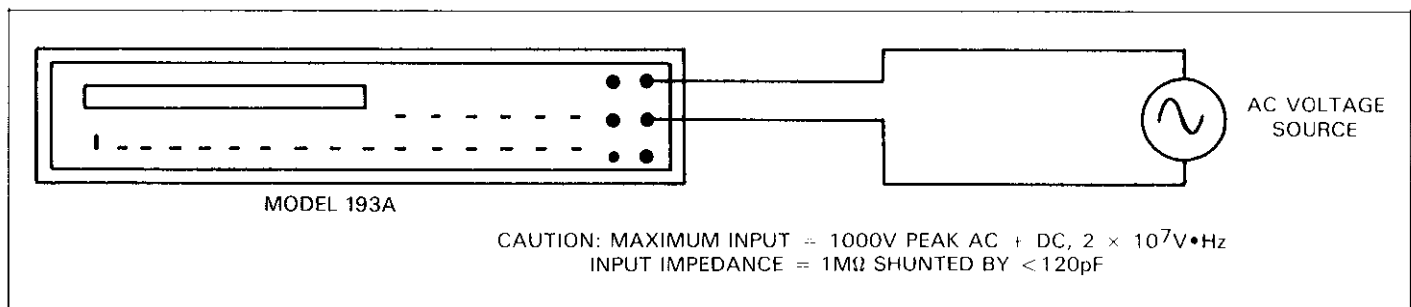 AC VOLTAGE
SOURCE
MODEL 193A
CAUTION: MAXIMUM INPUT = 1000V PEAK AC + DC, 2 × 10⁷V•Hz
INPUT IMPEDANCE = 1MΩ SHUNTED BY <120pF